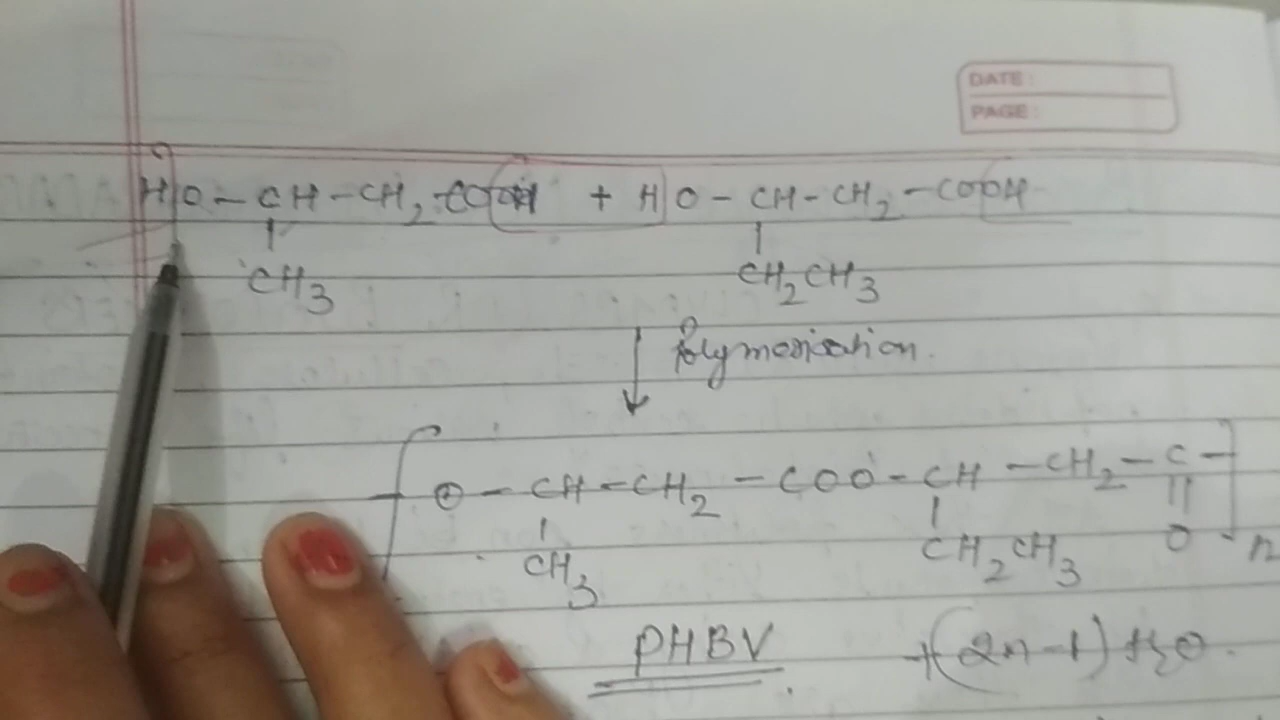 DATE:
PAGE:
HO-CH-CH2-COOH + HO-CH-CH2-COOH
CH3 CH2CH3
Polymerisation.
[O-CH-CH2-COO-CH-CH2-C-]n
CH3 CH2CH3 O
PHBV +(2n-1)H2O.